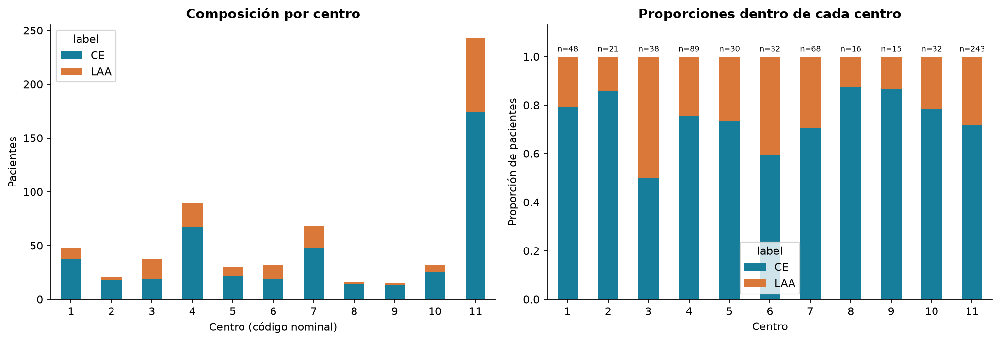 Composición por centro
250
200
150
100
50
0
Pacientes
label
CE
LAA
1 2 3 4 5 6 7 8 9 10 11
Centro (código nominal)
Proporciones dentro de cada centro
n=48 n=21 n=38 n=89 n=30 n=32 n=68 n=16 n=15 n=32 n=243
1.0
0.8
0.6
0.4
0.2
0.0
Proporción de pacientes
label
CE
LAA
1 2 3 4 5 6 7 8 9 10 11
Centro